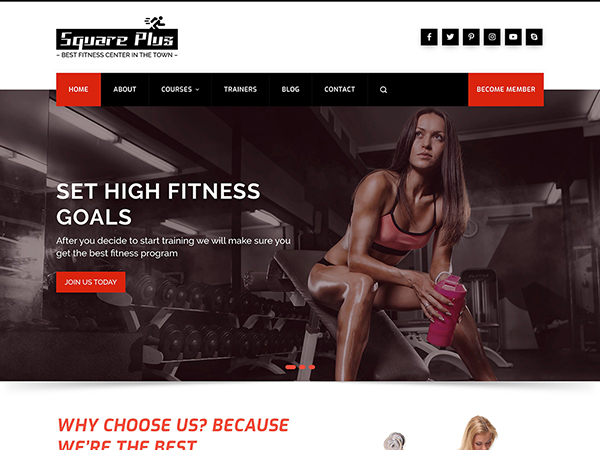 Square Plus
- BEST FITNESS CENTER IN THE TOWN -
HOME ABOUT COURSES TRAINERS BLOG CONTACT BECOME MEMBER
SET HIGH FITNESS
GOALS
After you decide to start training we will make sure you
get the best fitness program
JOIN US TODAY
WHY CHOOSE US? BECAUSE
WE'RE THE BEST